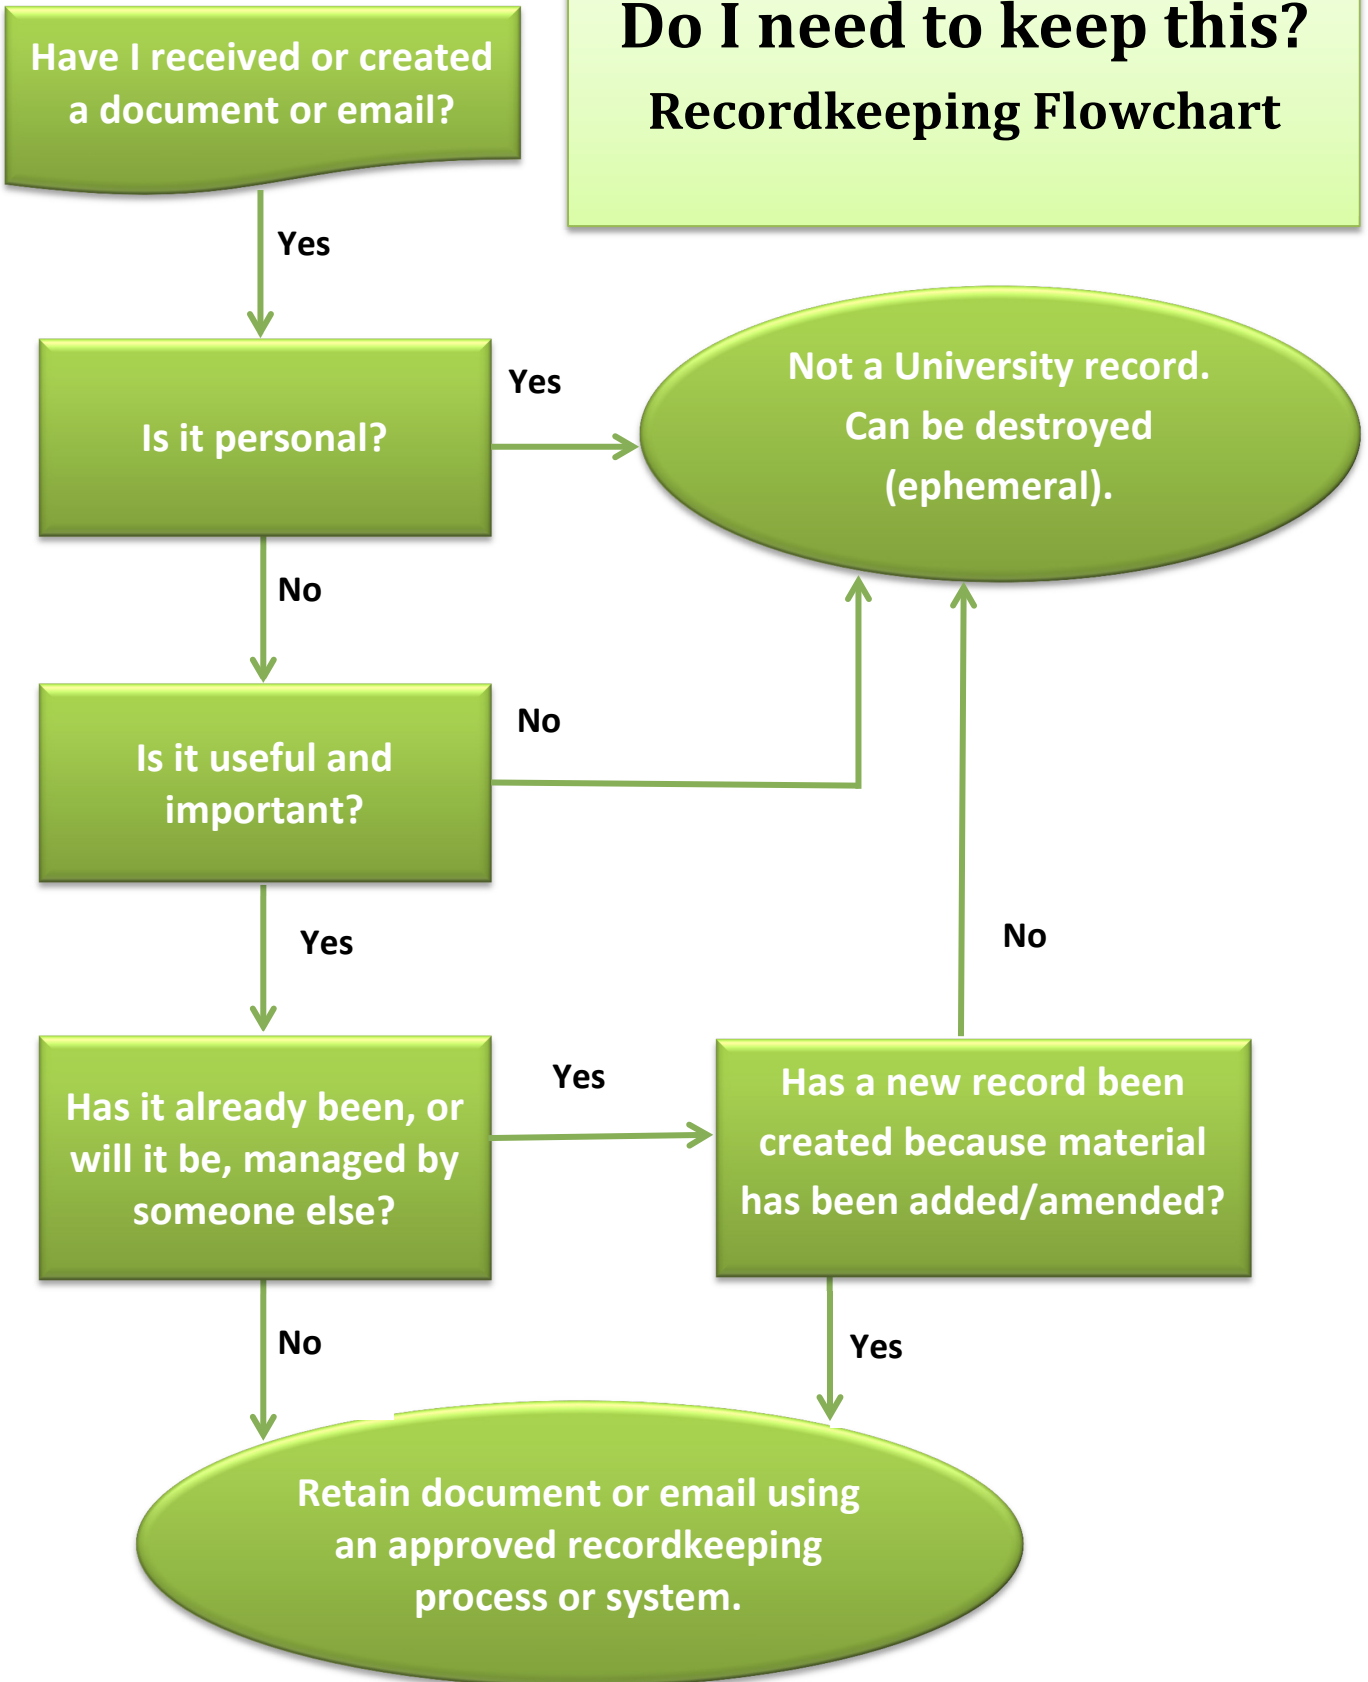 Do I need to keep this?
Recordkeeping Flowchart
Have I received or created
a document or email?
Yes
Is it personal?
Yes
Not a University record.
Can be destroyed
(ephemeral).
No
Is it useful and
important?
No
Yes
Has it already been, or
will it be, managed by
someone else?
Yes
Has a new record been
created because material
has been added/amended?
No
No
Yes
Retain document or email using
an approved recordkeeping
process or system.